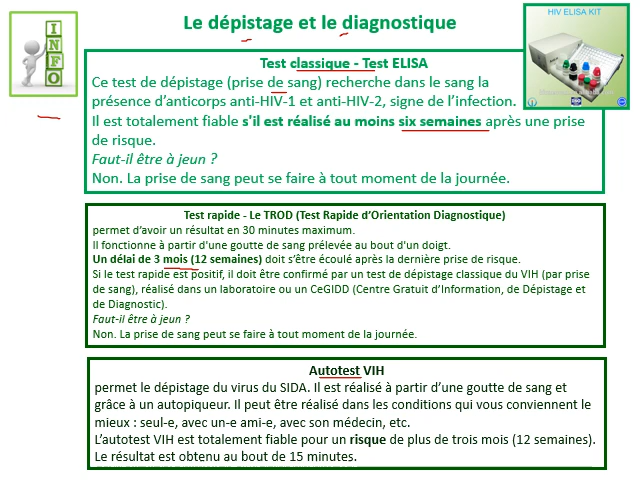 Le dépistage et le diagnostique
INFO
HIV ELISA KIT
Test classique - Test ELISA
Ce test de dépistage (prise de sang) recherche dans le sang la
présence d'anticorps anti-HIV-1 et anti-HIV-2, signe de l'infection.
Il est totalement fiable s'il est réalisé au moins six semaines après une prise
de risque.
Faut-il être à jeun ?
Non. La prise de sang peut se faire à tout moment de la journée.
Test rapide - Le TROD (Test Rapide d'Orientation Diagnostique)
permet d'avoir un résultat en 30 minutes maximum.
Il fonctionne à partir d'une goutte de sang prélevée au bout d'un doigt.
Un délai de 3 mois (12 semaines) doit s'être écoulé après la dernière prise de risque.
Si le test rapide est positif, il doit être confirmé par un test de dépistage classique du VIH (par prise
de sang), réalisé dans un laboratoire ou un CeGIDD (Centre Gratuit d'Information, de Dépistage et
de Diagnostic).
Faut-il être à jeun ?
Non. La prise de sang peut se faire à tout moment de la journée.
Autotest VIH
permet le dépistage du virus du SIDA. Il est réalisé à partir d'une goutte de sang et
grâce à un autopiqueur. Il peut être réalisé dans les conditions qui vous conviennent le
mieux : seul-e, avec un-e ami-e, avec son médecin, etc.
L'autotest VIH est totalement fiable pour un risque de plus de trois mois (12 semaines).
Le résultat est obtenu au bout de 15 minutes.